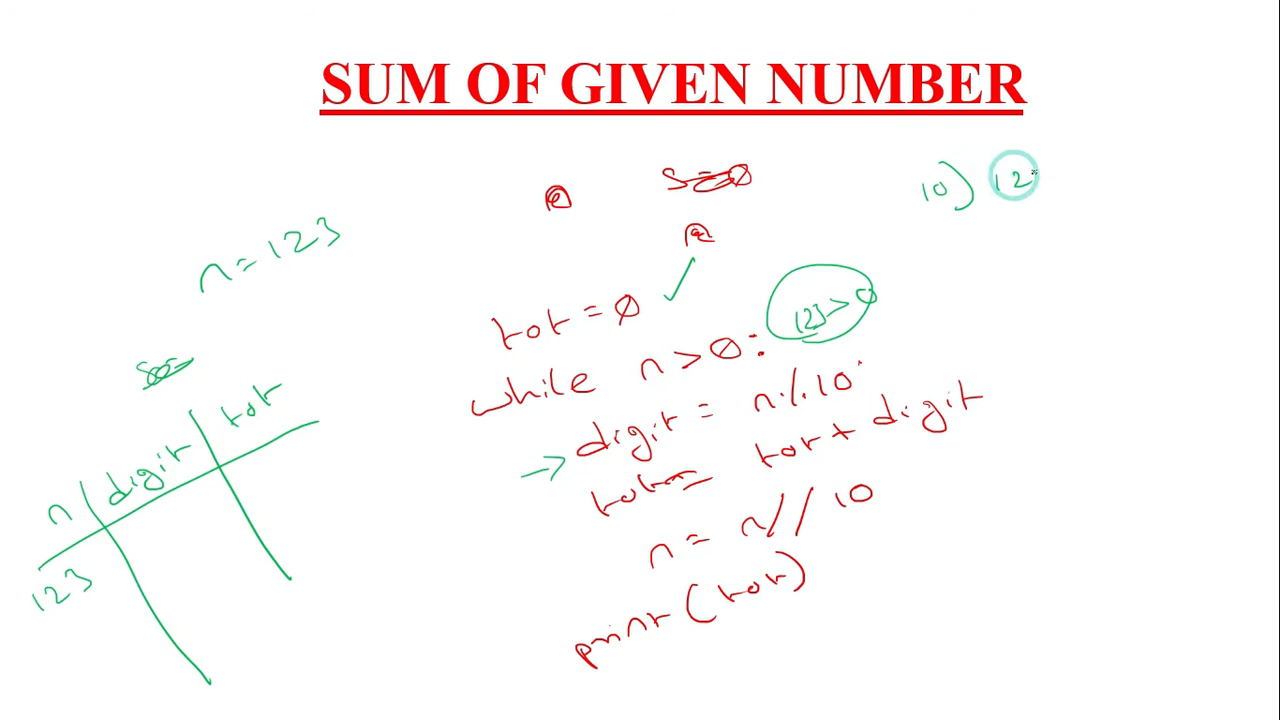 SUM OF GIVEN NUMBER
10) 12
n = 123
tot = 0
while n > 0:
123 > 0
digit = n % 10
tot = tot + digit
n = n // 10
print (tot)
n digit tot
123